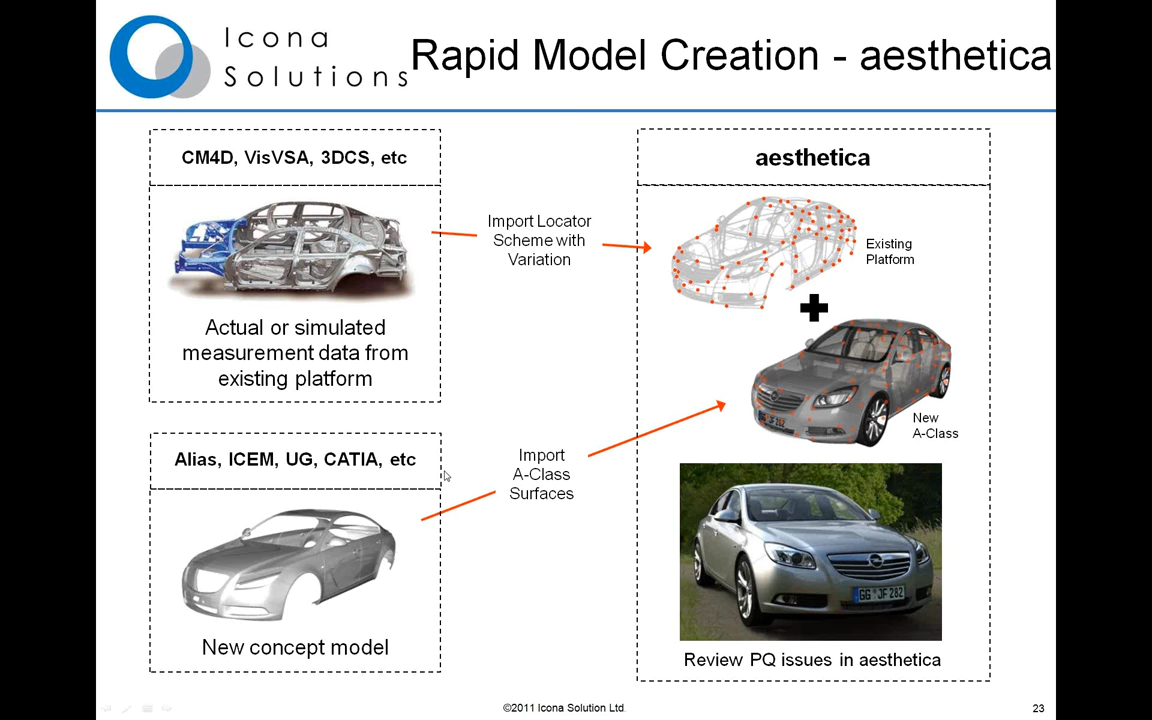 Icona
Solutions
Rapid Model Creation - aesthetica
CM4D, VisVSA, 3DCS, etc
Actual or simulated
measurement data from
existing platform
Import Locator
Scheme with
Variation
aesthetica
Existing
Platform
New
A-Class
Alias, ICEM, UG, CATIA, etc
New concept model
Import
A-Class
Surfaces
GG JF 282
Review PQ issues in aesthetica
©2011 Icona Solution Ltd.
23